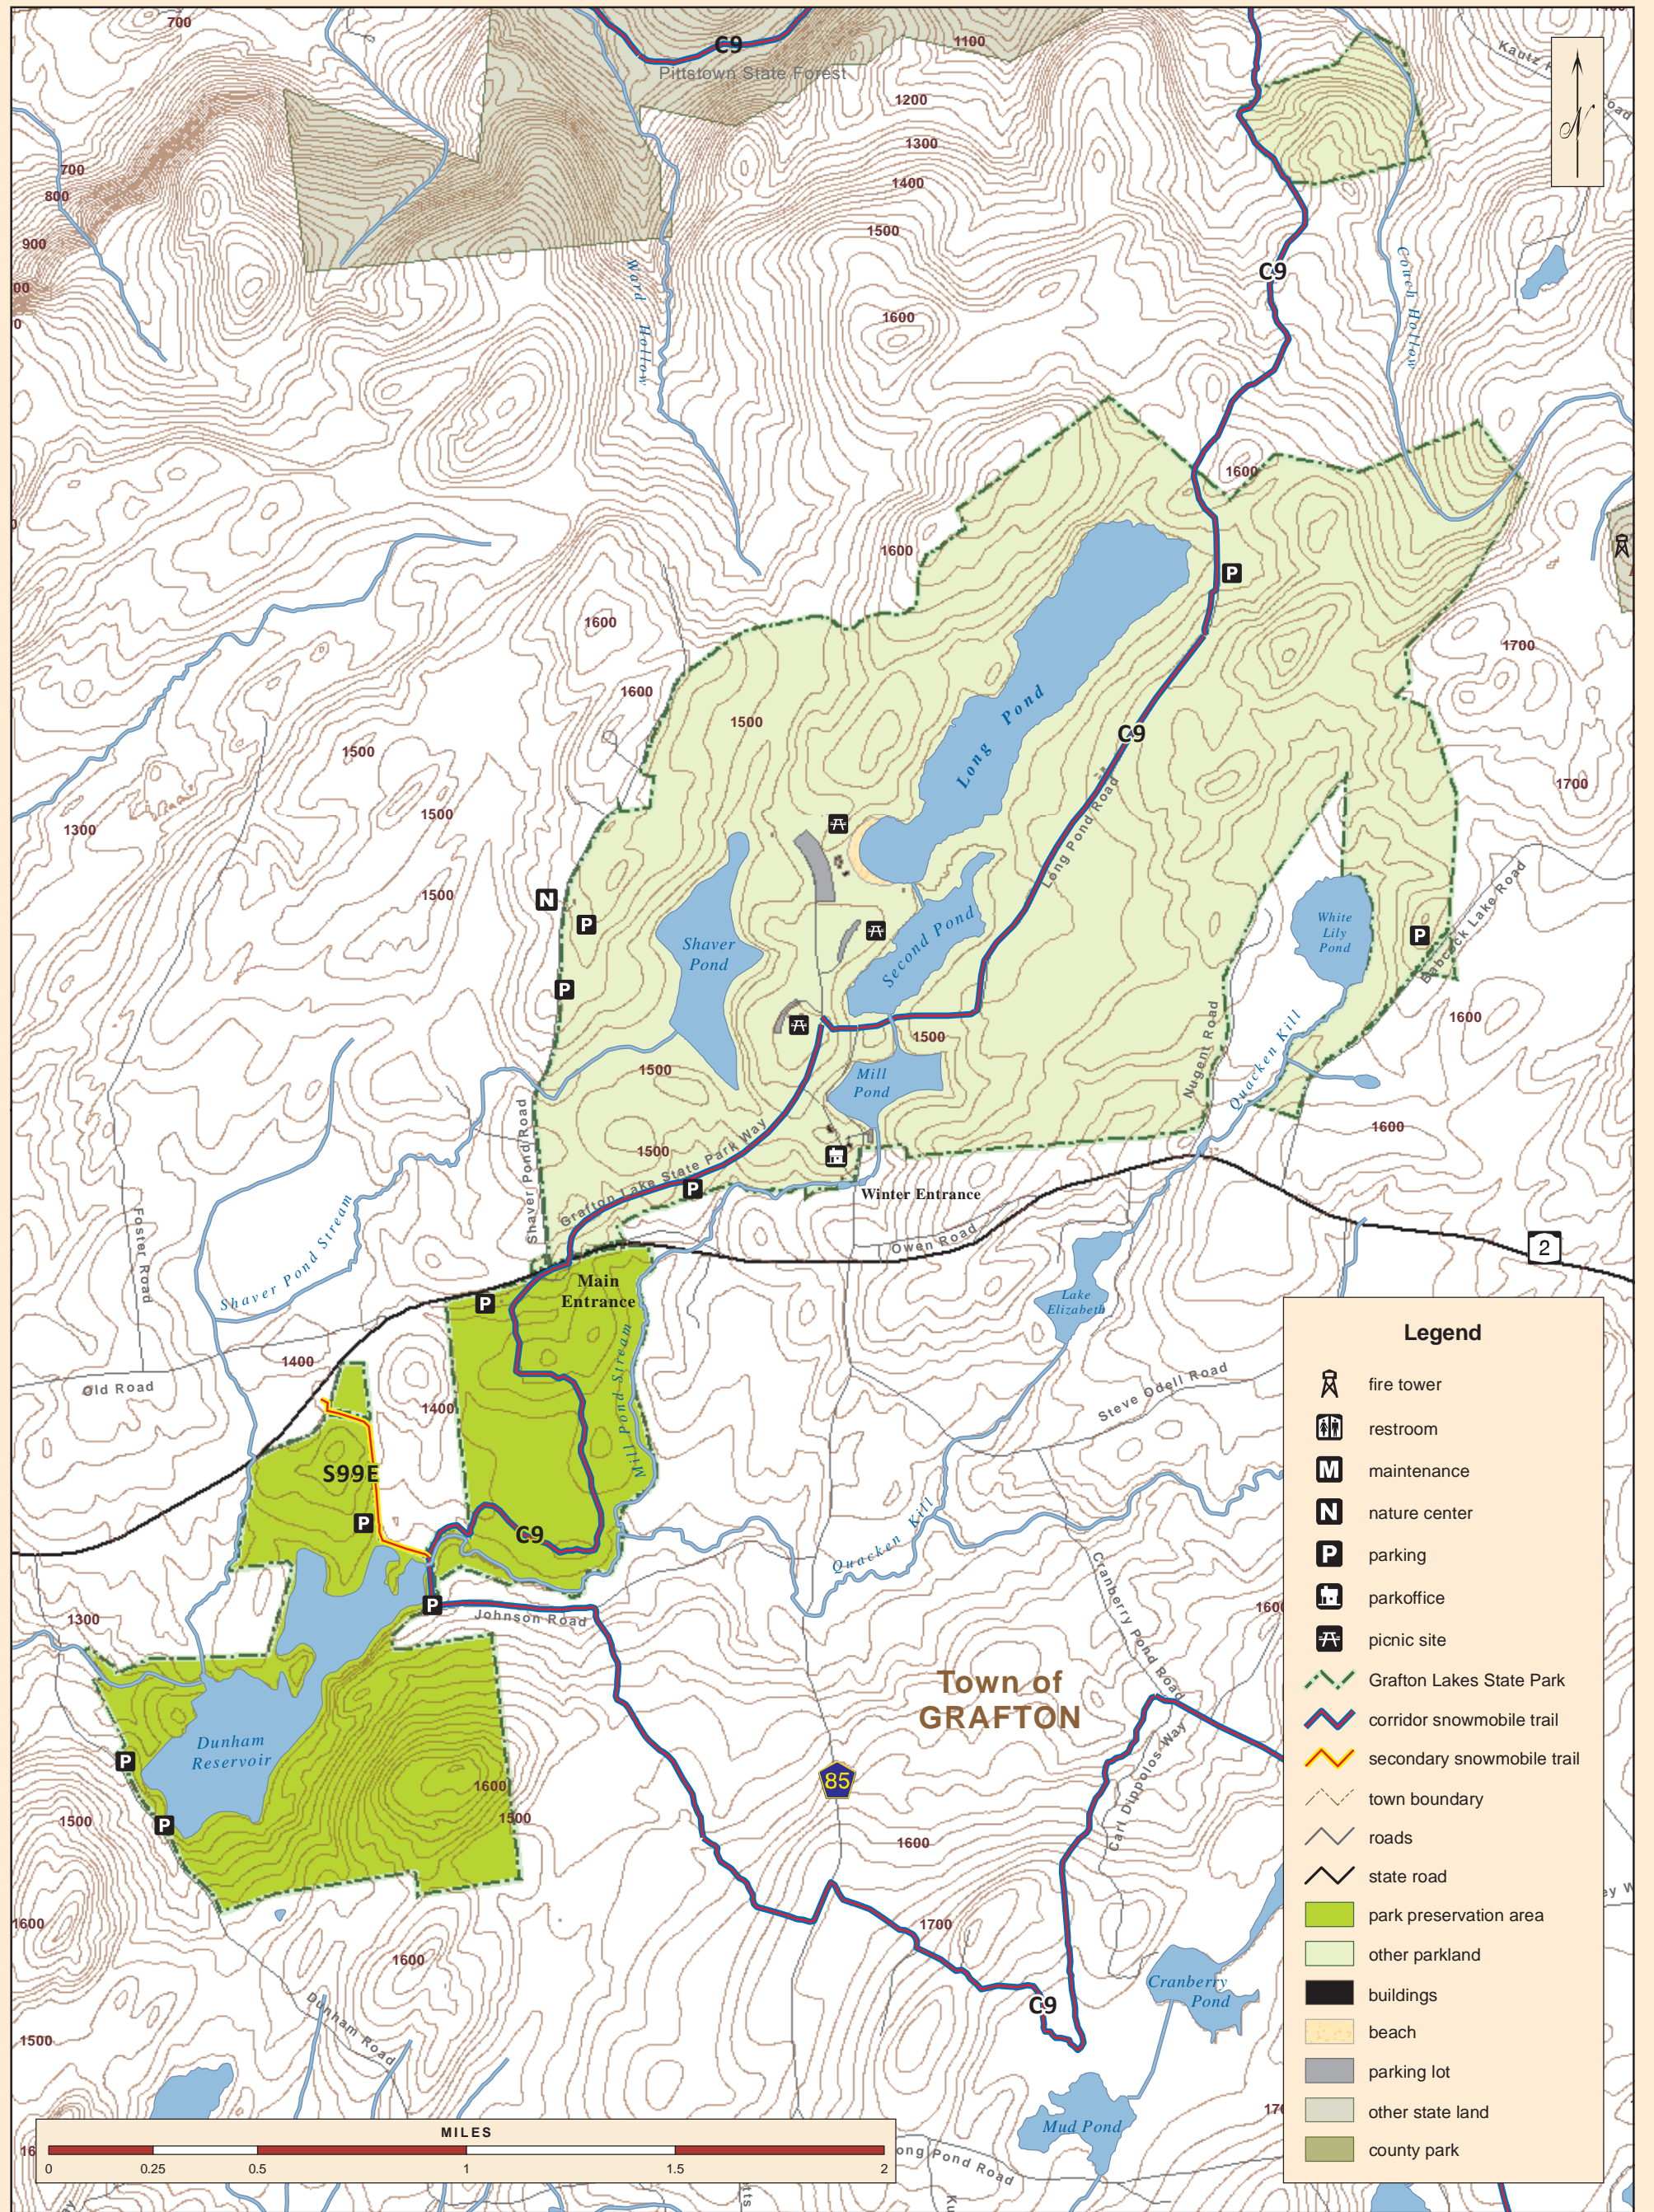 700
C9
Pittstown State Forest
1100
N
1200
1300
1400
1500
1600
700
800
900
Ward Hollow
Couch Hollow
C9
1600
1600
1600
1600
1500
1500
1500
1300
1500
1700
1700
Long Pond
C9
Long Pond Road
N
P
P
P
P
Shaver
Pond
Second Pond
White
Lily
Pond
Babcock Lake Road
1600
1500
1500
Mill
Pond
Nugent Road
Quacken Kill
1600
1500
Shaver Pond Road
Grafton Lake State Park Way
P
Winter Entrance
Owen Road
2
Foster Road
Shaver Pond Stream
Main
Entrance
P
Lake
Elizabeth
1400
Old Road
1400
Mill Pond Stream
Steve Odell Road
S99E
P
C9
Quacken Kill
Cranberry Pond Road
1300
P
Johnson Road
1600
Town of
GRAFTON
Dunham
Reservoir
P
P
1600
1500
1500
85
1600
Carl Dippolos Way
1600
1700
1600
C9
Cranberry
Pond
Dunham Road
1500
Mud Pond
Legend
fire tower
restroom
M maintenance
N nature center
P parking
parkoffice
picnic site
Grafton Lakes State Park
corridor snowmobile trail
secondary snowmobile trail
town boundary
roads
state road
park preservation area
other parkland
buildings
beach
parking lot
other state land
county park
MILES
0 0.25 0.5 1 1.5 2
ong Pond Road